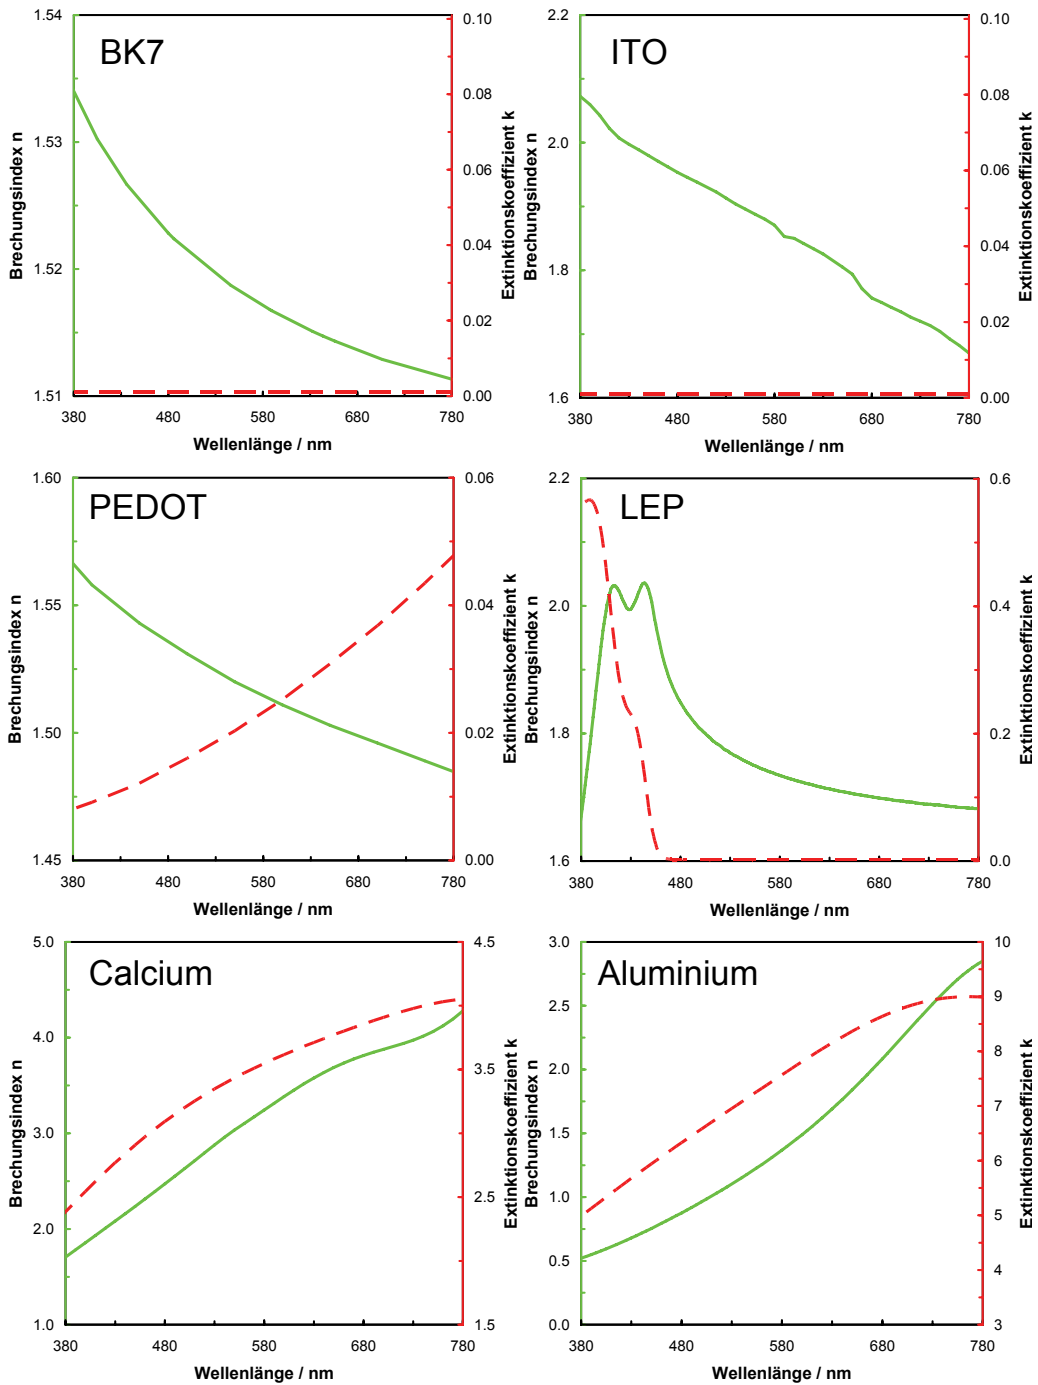 BK7
1.54
1.53
1.52
1.51
0.10
0.08
0.06
0.04
0.02
0.00
380 480 580 680 780
Brechungsindex n
Extinktionskoeffizient k
Wellenlänge / nm
ITO
2.2
2.0
1.8
1.6
0.10
0.08
0.06
0.04
0.02
0.00
380 480 580 680 780
Brechungsindex n
Extinktionskoeffizient k
Wellenlänge / nm
PEDOT
1.60
1.55
1.50
1.45
0.06
0.04
0.02
0.00
380 480 580 680 780
Brechungsindex n
Extinktionskoeffizient k
Wellenlänge / nm
LEP
2.2
2.0
1.8
1.6
0.6
0.4
0.2
0.0
380 480 580 680 780
Brechungsindex n
Extinktionskoeffizient k
Wellenlänge / nm
Calcium
5.0
4.0
3.0
2.0
1.0
4.5
3.5
2.5
1.5
380 480 580 680 780
Brechungsindex n
Extinktionskoeffizient k
Wellenlänge / nm
Aluminium
3.0
2.5
2.0
1.5
1.0
0.5
0.0
10
9
8
7
6
5
4
3
380 480 580 680 780
Brechungsindex n
Extinktionskoeffizient k
Wellenlänge / nm